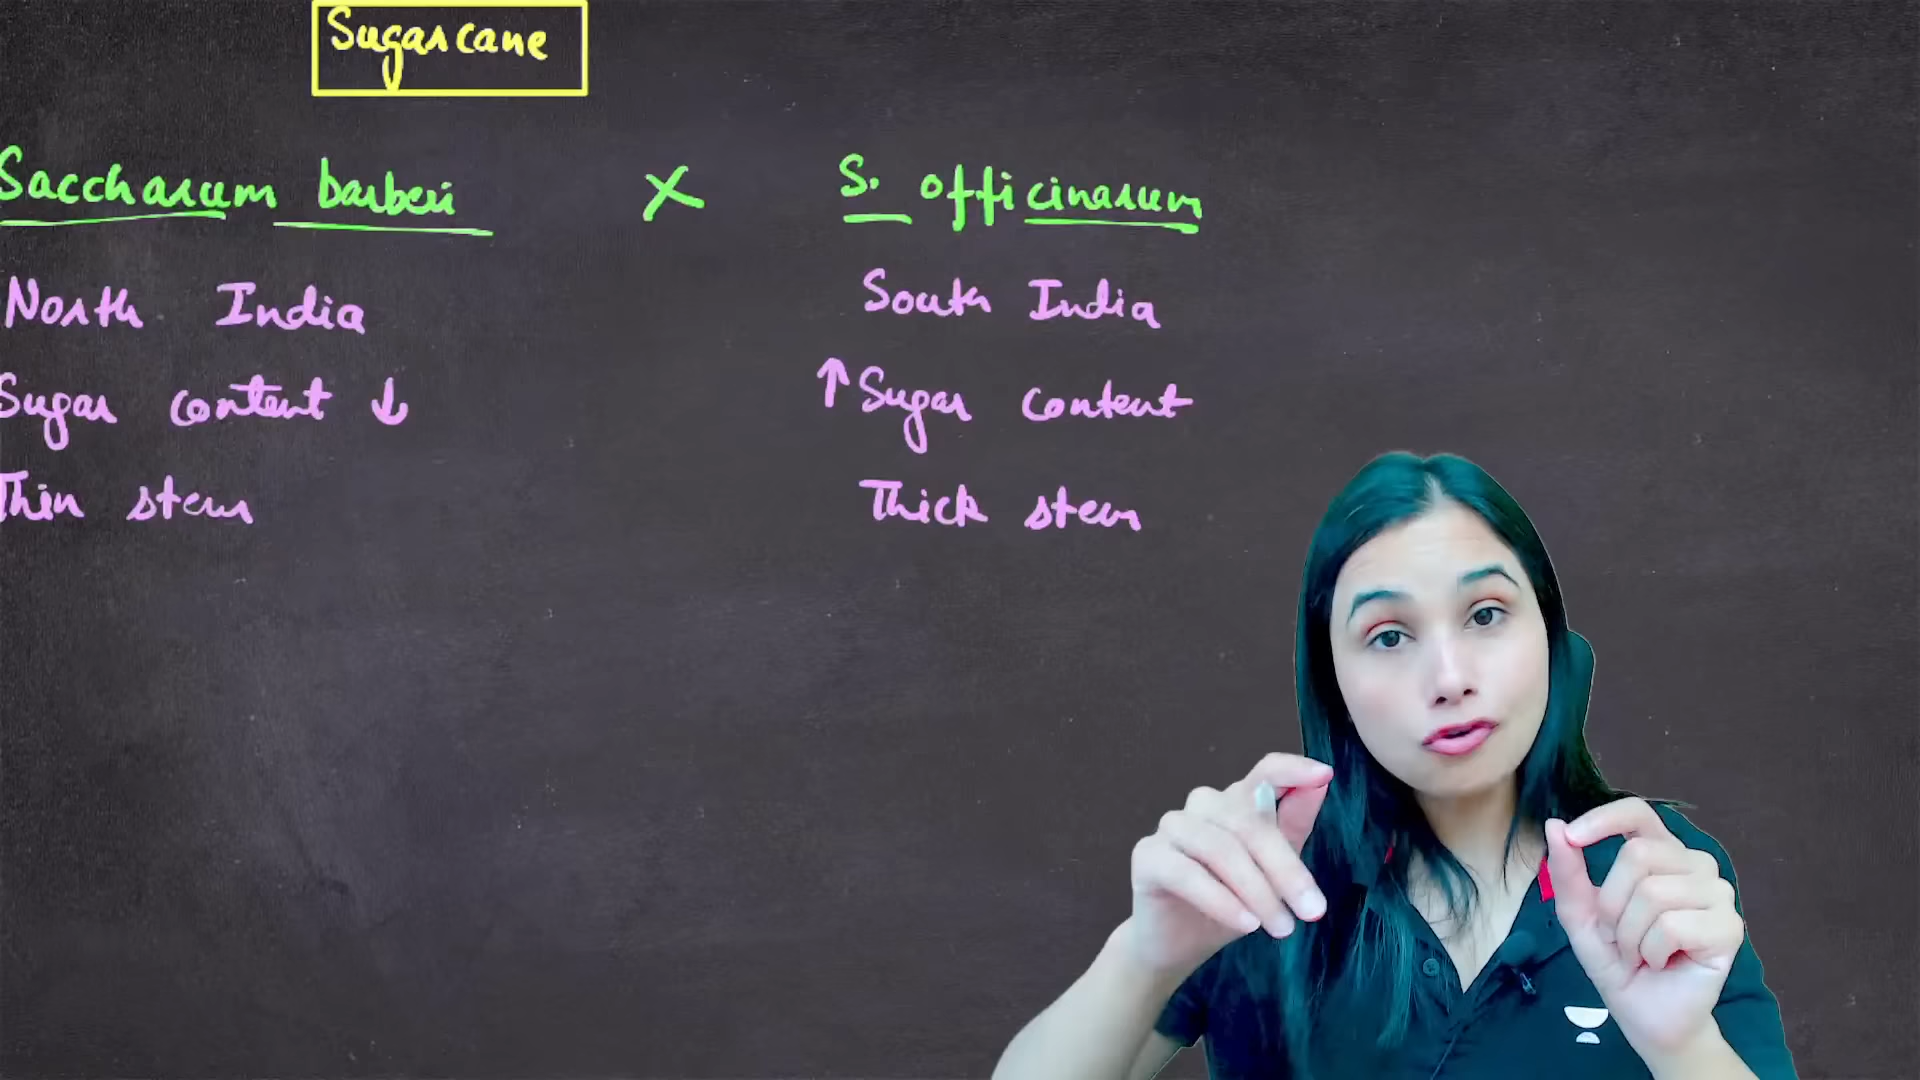 Sugarcane
Saccharum barberi X S. officinarum
North India South India
Sugar content ↓ ↑ Sugar content
Thin stem Thick stem